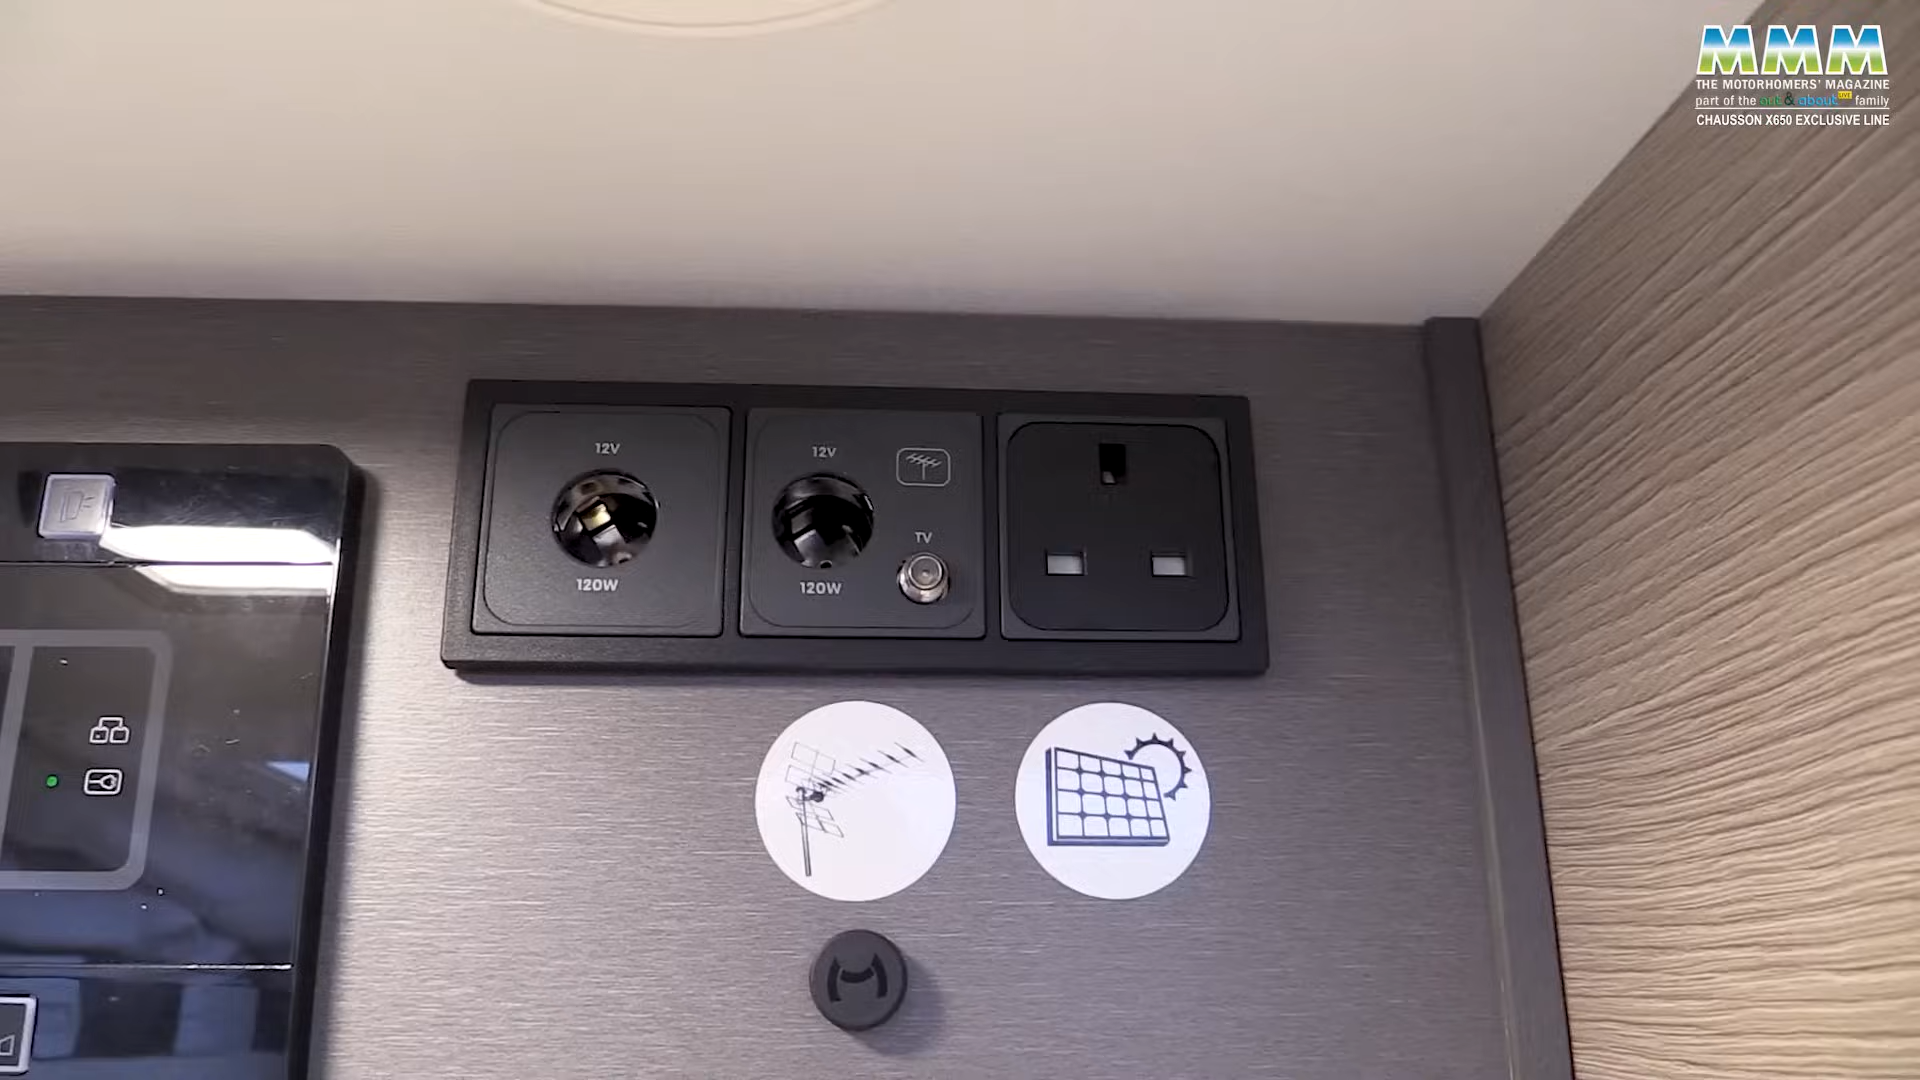 MMM
THE MOTORHOMERS' MAGAZINE
part of the out & about LIVE family
CHAUSSON X650 EXCLUSIVE LINE
12V
120W
12V
TV
120W